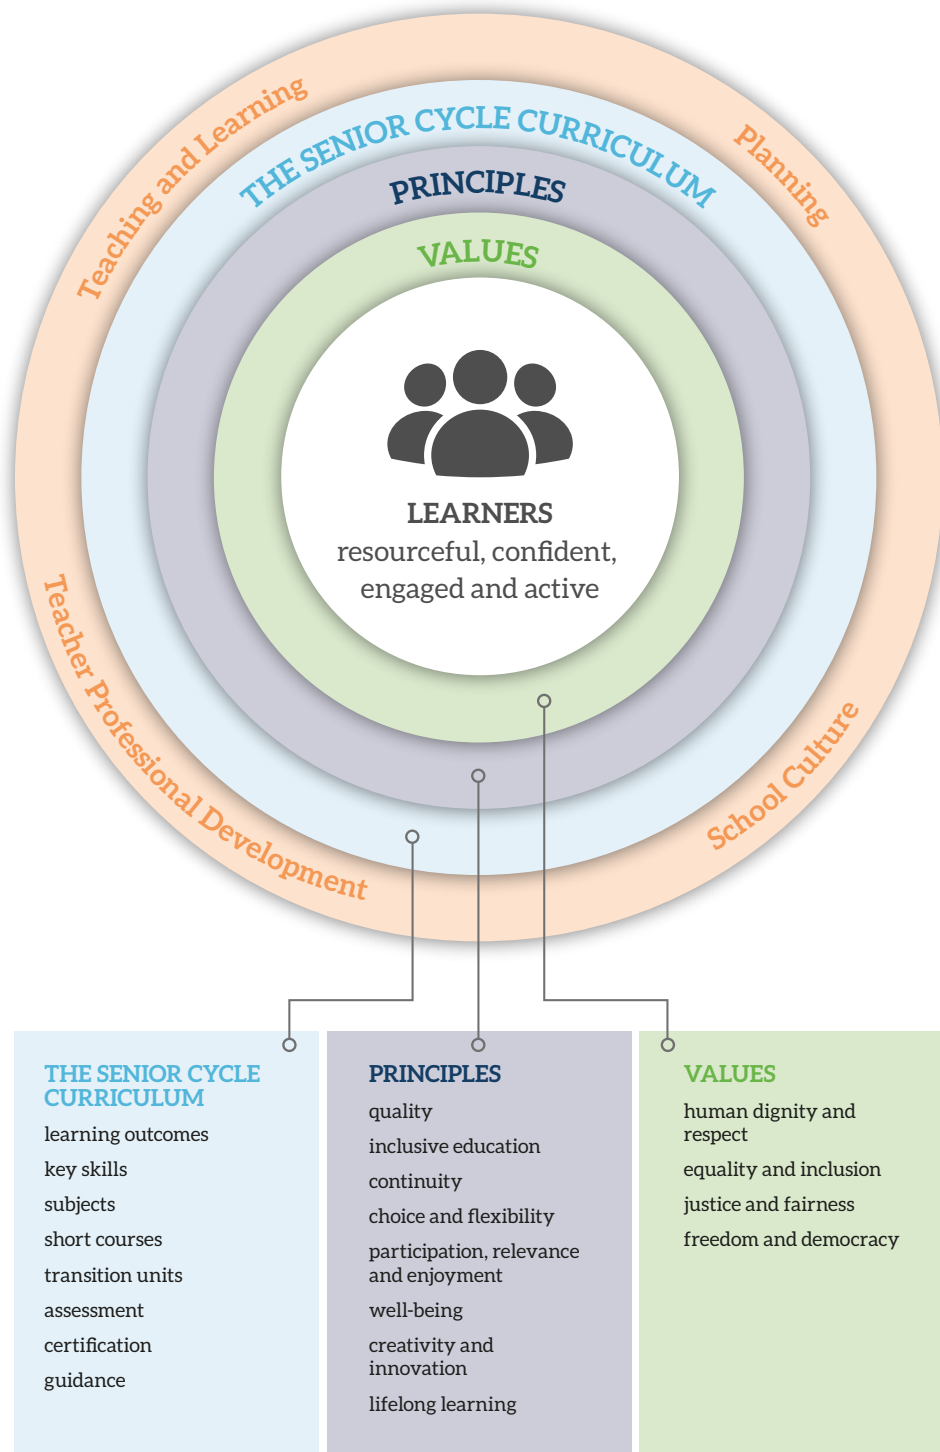 Teaching and Learning
Planning
THE SENIOR CYCLE CURRICULUM
PRINCIPLES
VALUES
LEARNERS
resourceful, confident,
engaged and active
Teacher Professional Development
School Culture
THE SENIOR CYCLE
CURRICULUM
learning outcomes
key skills
subjects
short courses
transition units
assessment
certification
guidance
PRINCIPLES
quality
inclusive education
continuity
choice and flexibility
participation, relevance
and enjoyment
well-being
creativity and
innovation
lifelong learning
VALUES
human dignity and
respect
equality and inclusion
justice and fairness
freedom and democracy